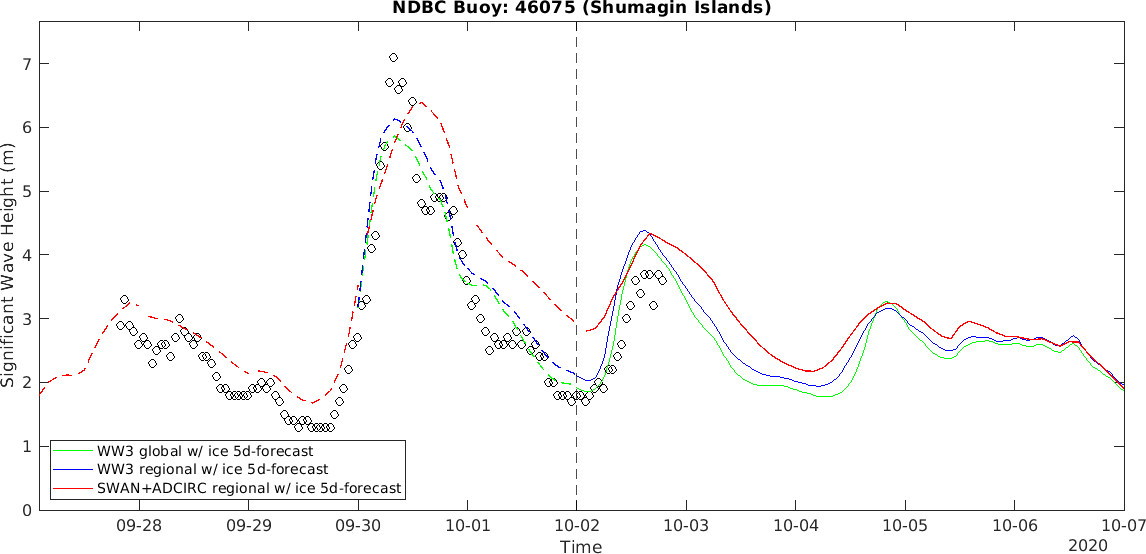 NDBC Buoy: 46075 (Shumagin Islands)
Significant Wave Height (m)
7
6
5
4
3
2
1
0
WW3 global w/ ice 5d-forecast
WW3 regional w/ ice 5d-forecast
SWAN+ADCIRC regional w/ ice 5d-forecast
09-28 09-29 09-30 10-01 10-02 10-03 10-04 10-05 10-06 10-07
Time
2020